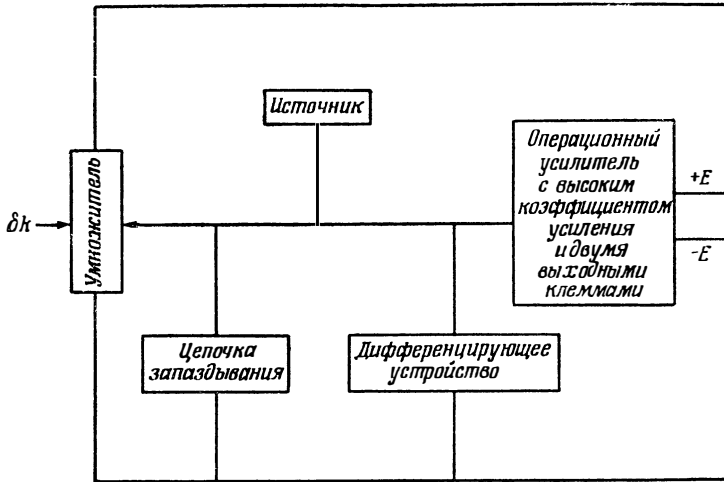 Источник
Операционный
усилитель
с высоким
коэффициентом
усиления
и двумя
выходными
клеммами
+E
-E
δk
Умножитель
Цепочка
запаздывания
Дифференцирующее
устройство